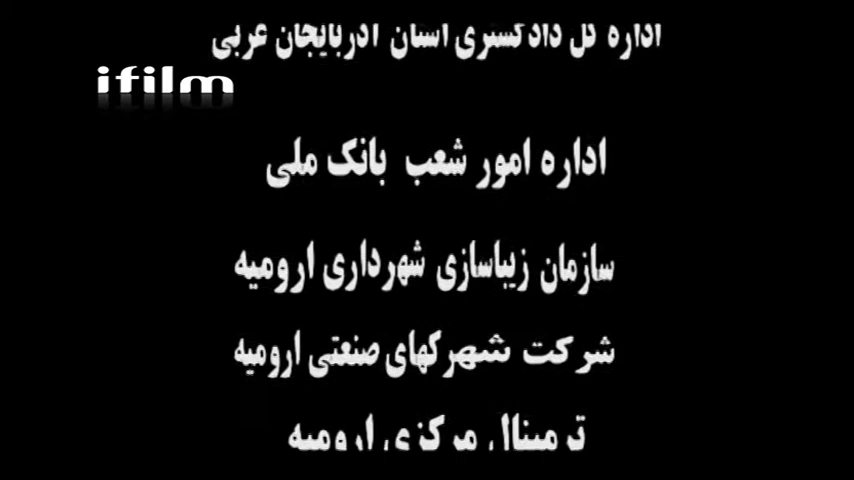 اداره کل دادگستری استان آذربایجان غربی
ifilm
اداره امور شعب بانک ملی
سازمان زیباسازی شهرداری ارومیه
شرکت شهرکهای صنعتی ارومیه
ترمینال مرکزی ارومیه